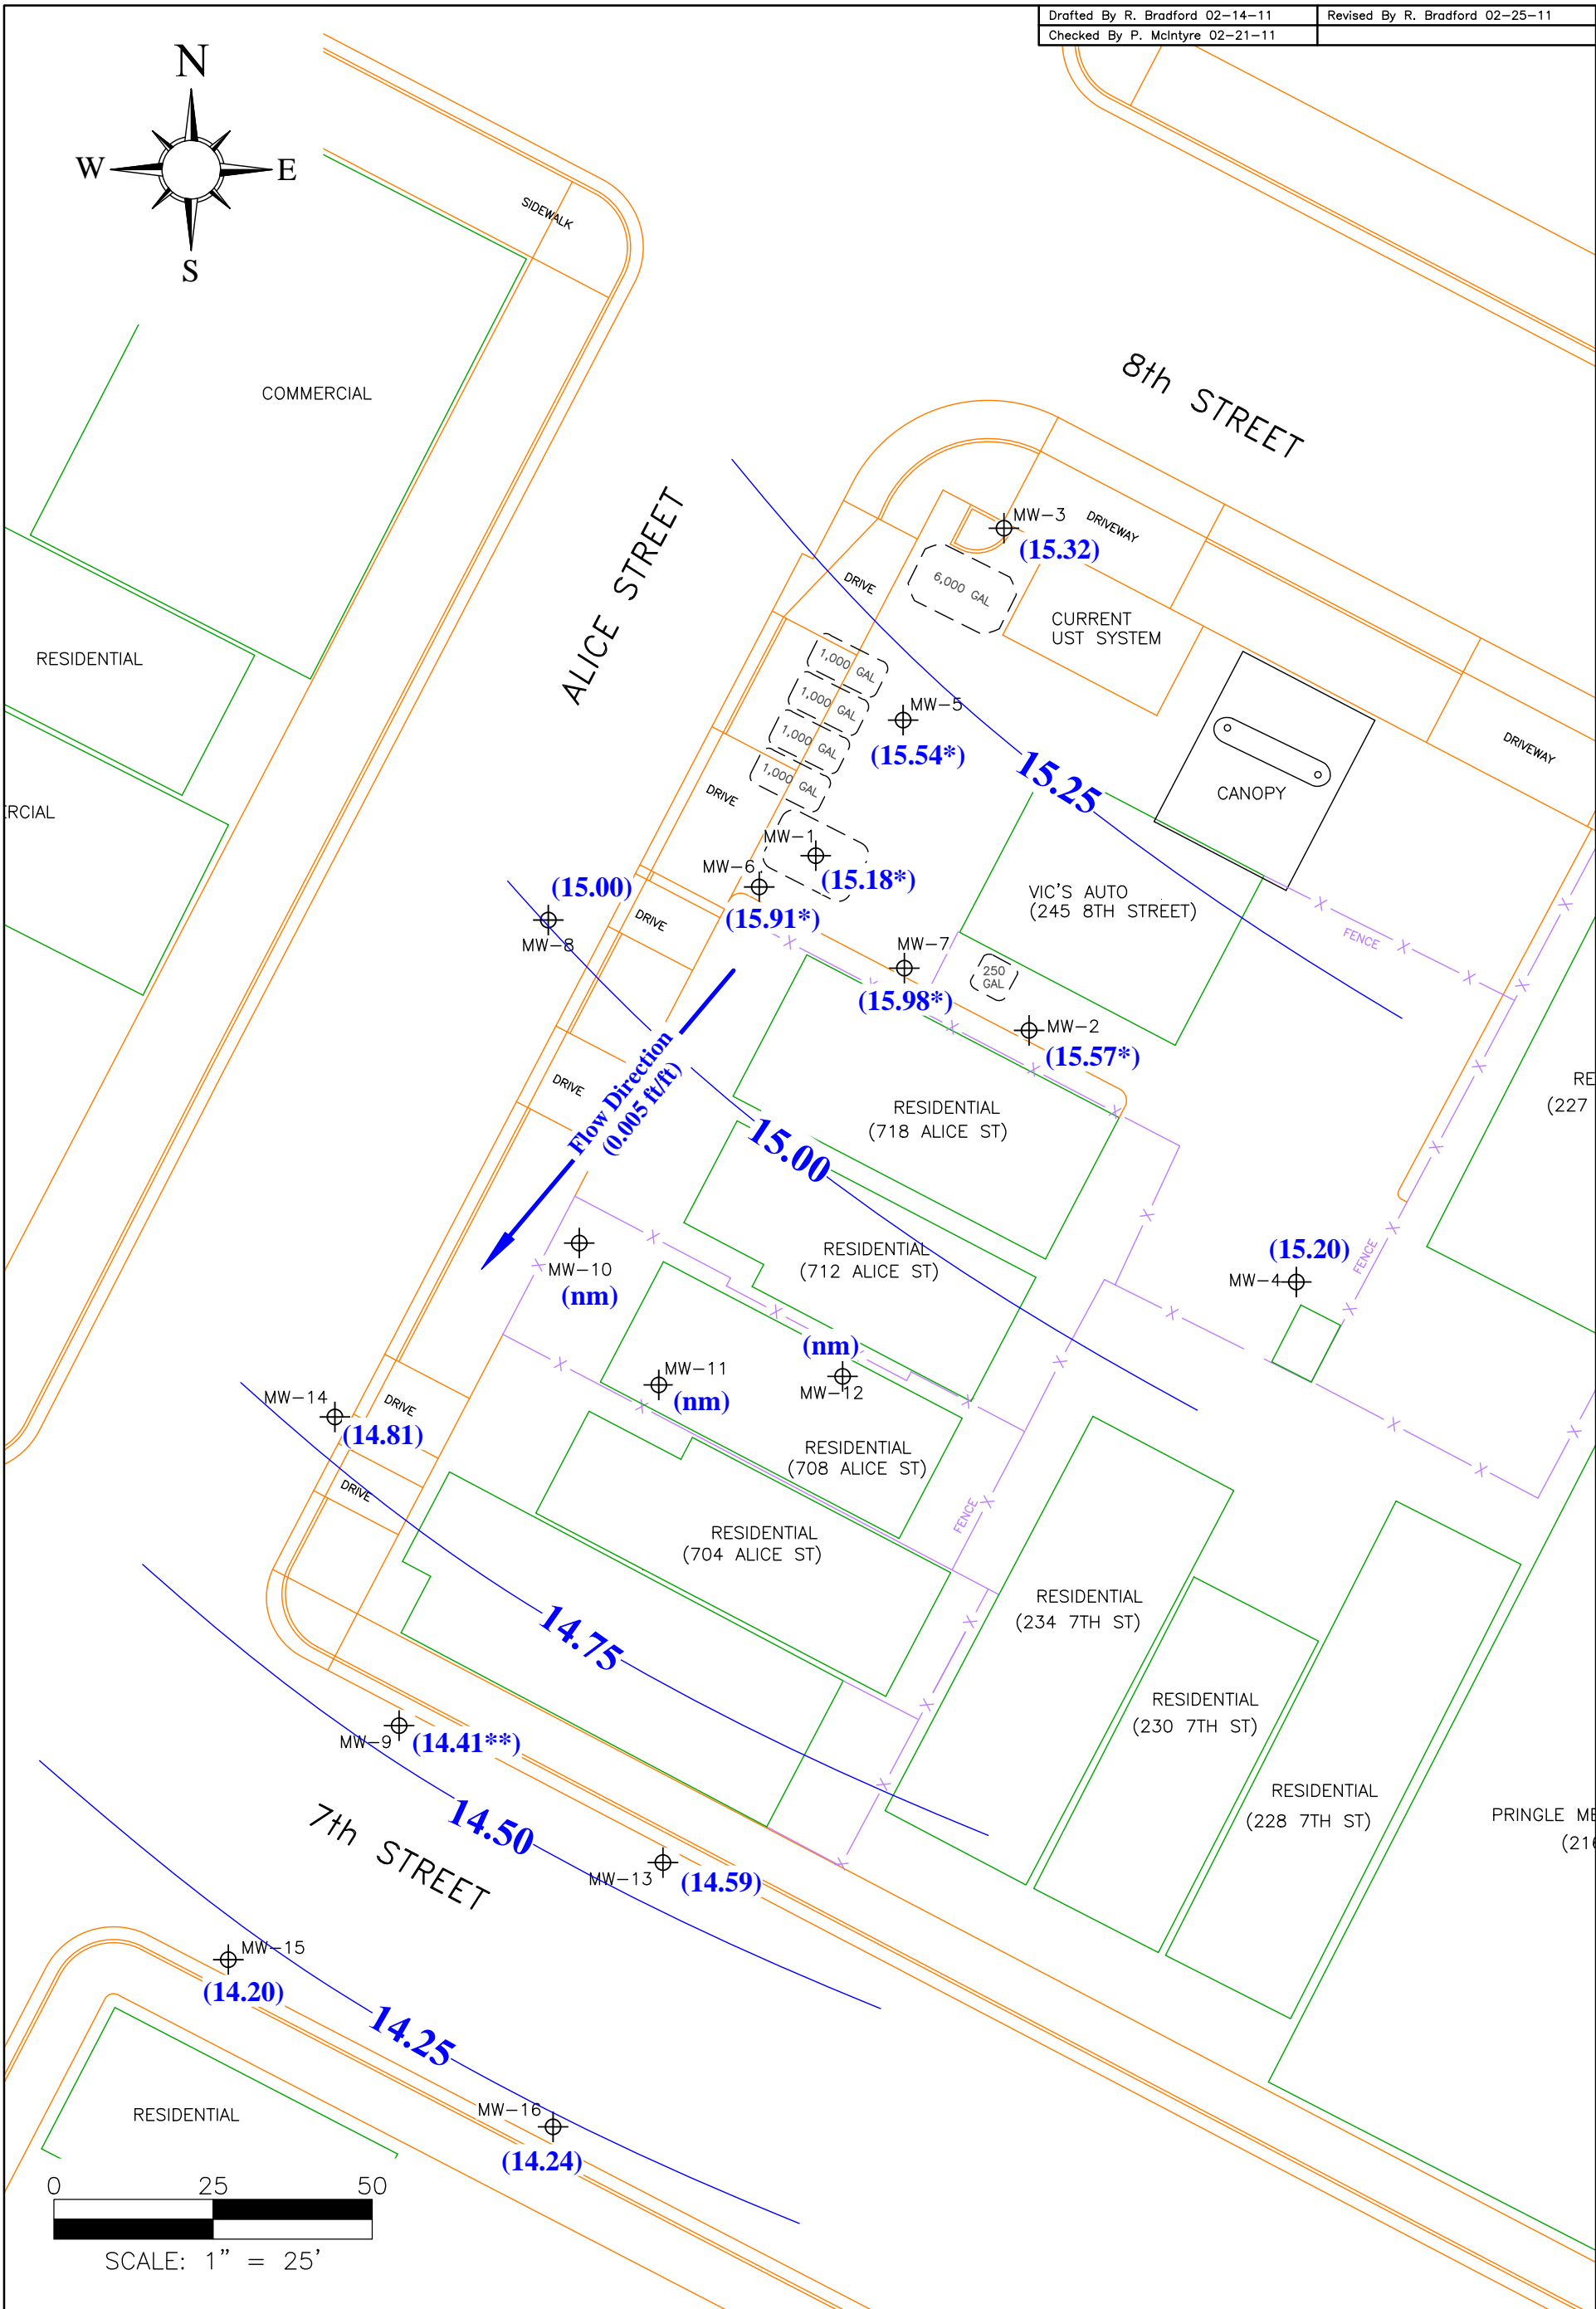 Drafted By R. Bradford 02-14-11
Revised By R. Bradford 02-25-11
Checked By P. McIntyre 02-21-11
N
W
E
S
SIDEWALK
COMMERCIAL
8th STREET
ALICE STREET
MW-3
(15.32)
DRIVEWAY
DRIVE
6,000 GAL
CURRENT
UST SYSTEM
RESIDENTIAL
1,000 GAL
1,000 GAL
1,000 GAL
1,000 GAL
MW-5
(15.54*)
15.25
DRIVEWAY
CANOPY
DRIVE
RCIAL
MW-1
(15.18*)
MW-6
(15.91*)
(15.00)
MW-8
DRIVE
VIC'S AUTO
(245 8TH STREET)
FENCE
MW-7
(15.98*)
250
GAL
MW-2
(15.57*)
Flow Direction
(0.005 ft/ft)
DRIVE
RESIDENTIAL
(718 ALICE ST)
RE
(227
15.00
MW-10
(nm)
RESIDENTIAL
(712 ALICE ST)
(15.20)
MW-4
FENCE
(nm)
MW-12
MW-11
(nm)
MW-14
(14.81)
DRIVE
RESIDENTIAL
(708 ALICE ST)
DRIVE
FENCE
RESIDENTIAL
(704 ALICE ST)
RESIDENTIAL
(234 7TH ST)
14.75
RESIDENTIAL
(230 7TH ST)
MW-9
(14.41**)
RESIDENTIAL
(228 7TH ST)
PRINGLE ME
(216
14.50
7th STREET
MW-13
(14.59)
MW-15
(14.20)
14.25
RESIDENTIAL
MW-16
(14.24)
0 25 50
SCALE: 1" = 25'